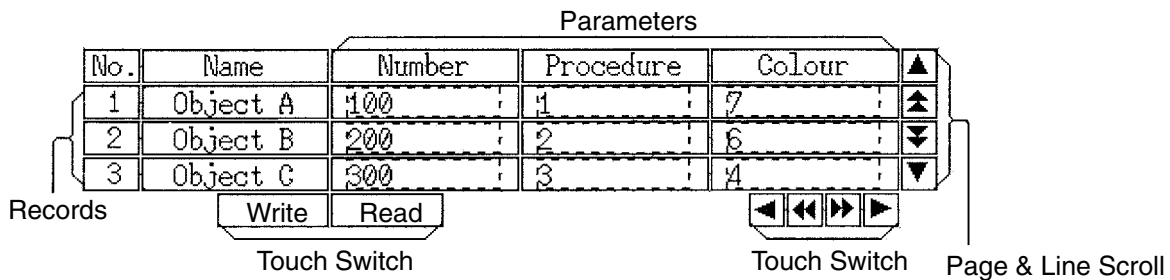 Parameters
No. Name Number Procedure Colour
1 Object A 100 1 7
2 Object B 200 2 6
3 Object C 300 3 4
Records
Write Read
Touch Switch Touch Switch Page & Line Scroll